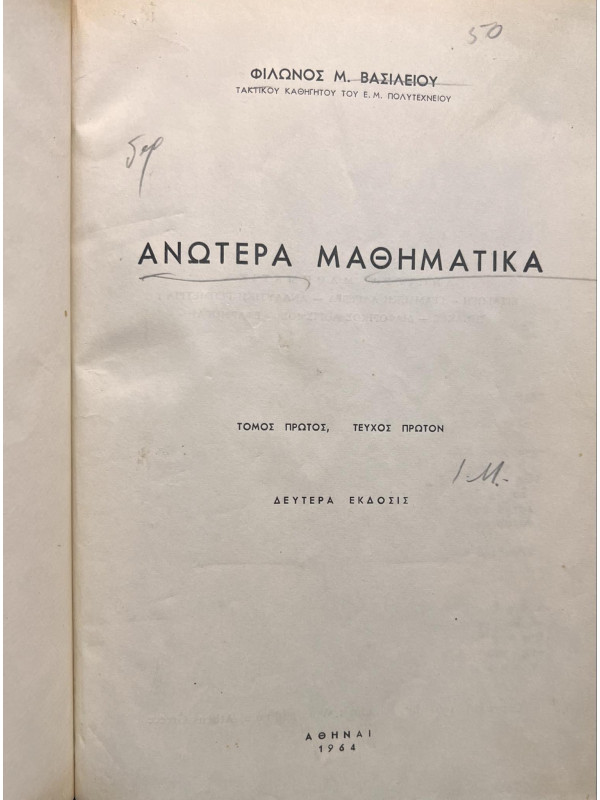 50
ΦΙΛΩΝΟΣ Μ. ΒΑΣΙΛΕΙΟΥ
ΤΑΚΤΙΚΟΥ ΚΑΘΗΓΗΤΟΥ ΤΟΥ Ε. Μ. ΠΟΛΥΤΕΧΝΕΙΟΥ
ΑΝΩΤΕΡΑ ΜΑΘΗΜΑΤΙΚΑ
ΤΟΜΟΣ ΠΡΩΤΟΣ, ΤΕΥΧΟΣ ΠΡΩΤΟΝ
Ι.Μ.
ΔΕΥΤΕΡΑ ΕΚΔΟΣΙΣ
ΑΘΗΝΑΙ
1964